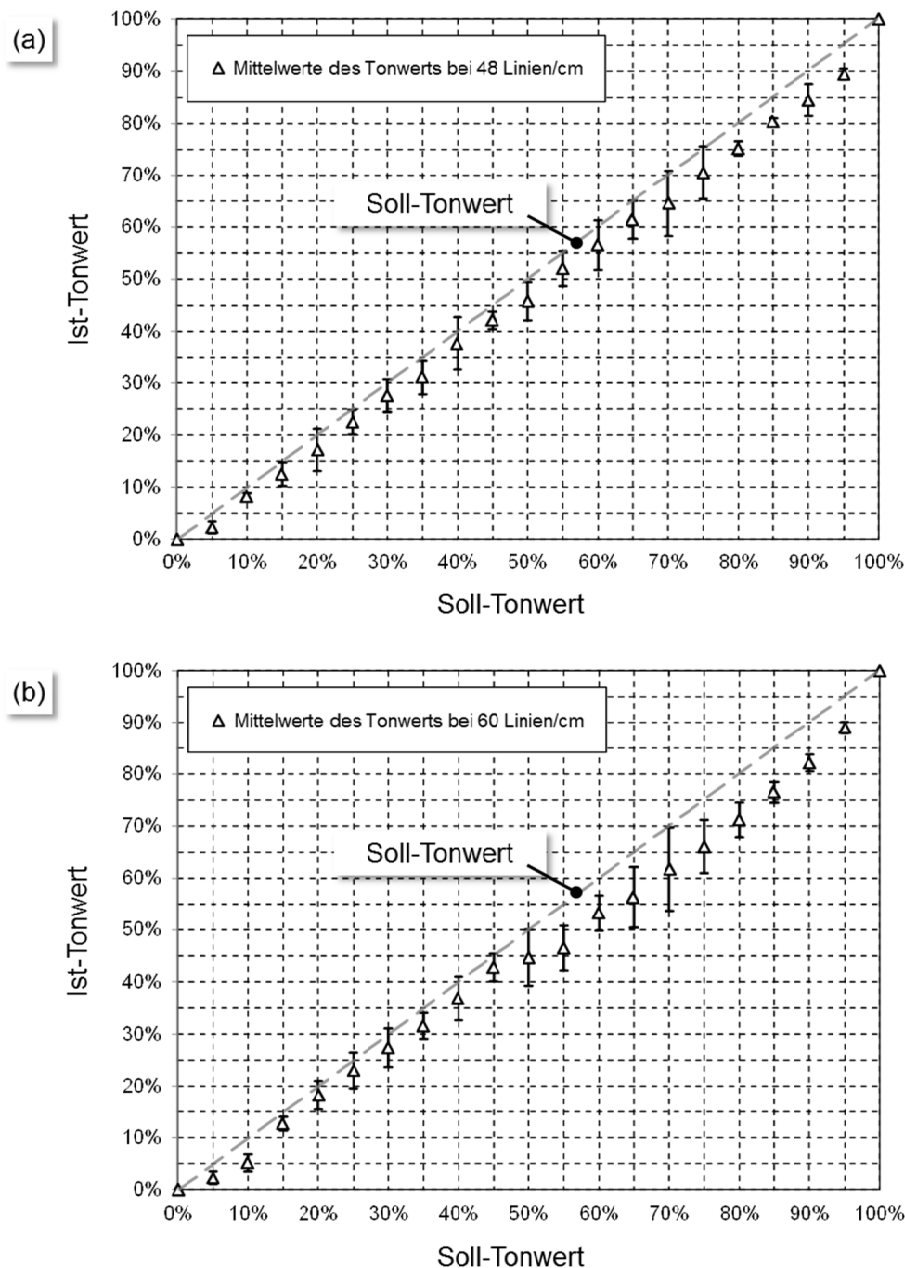 (a)
100%
90%
80%
70%
60%
50%
40%
30%
20%
10%
0%
Ist-Tonwert
Mittelwerte des Tonwerts bei 48 Linien/cm
Soll-Tonwert
0% 10% 20% 30% 40% 50% 60% 70% 80% 90% 100%
Soll-Tonwert
(b)
100%
90%
80%
70%
60%
50%
40%
30%
20%
10%
0%
Ist-Tonwert
Mittelwerte des Tonwerts bei 60 Linien/cm
Soll-Tonwert
0% 10% 20% 30% 40% 50% 60% 70% 80% 90% 100%
Soll-Tonwert